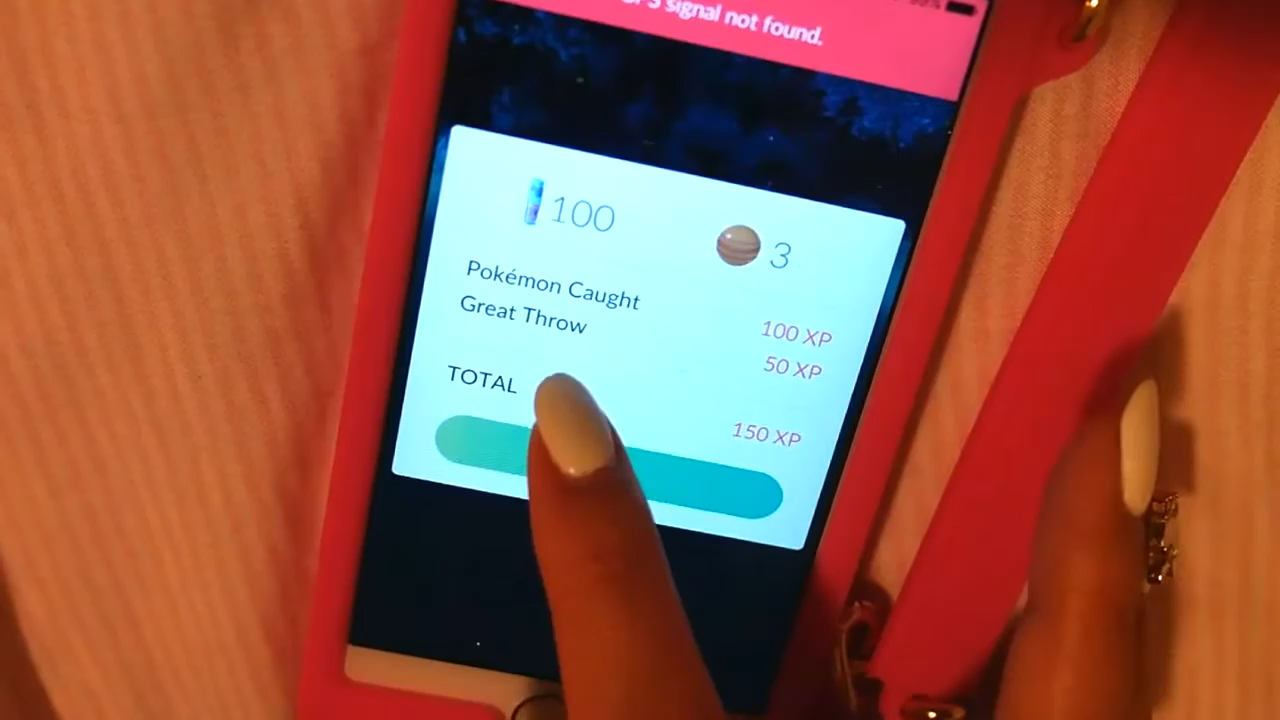 signal not found.
100
3
Pokémon Caught
100 XP
Great Throw
50 XP
TOTAL
150 XP